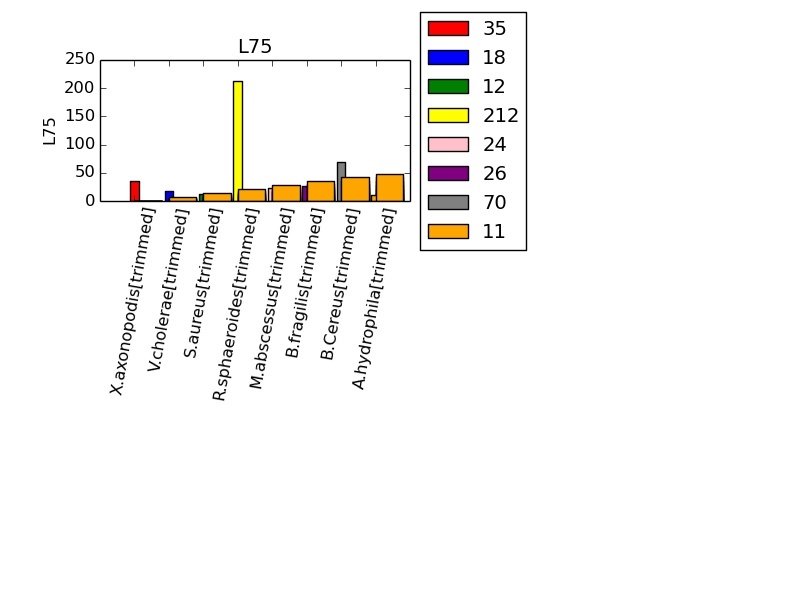 L75
250
200
150
100
50
0
L75
X.axonopodis[trimmed]
V.cholerae[trimmed]
S.aureus[trimmed]
R.sphaeroides[trimmed]
M.abscessus[trimmed]
B.fragilis[trimmed]
B.Cereus[trimmed]
A.hydrophila[trimmed]
35
18
12
212
24
26
70
11